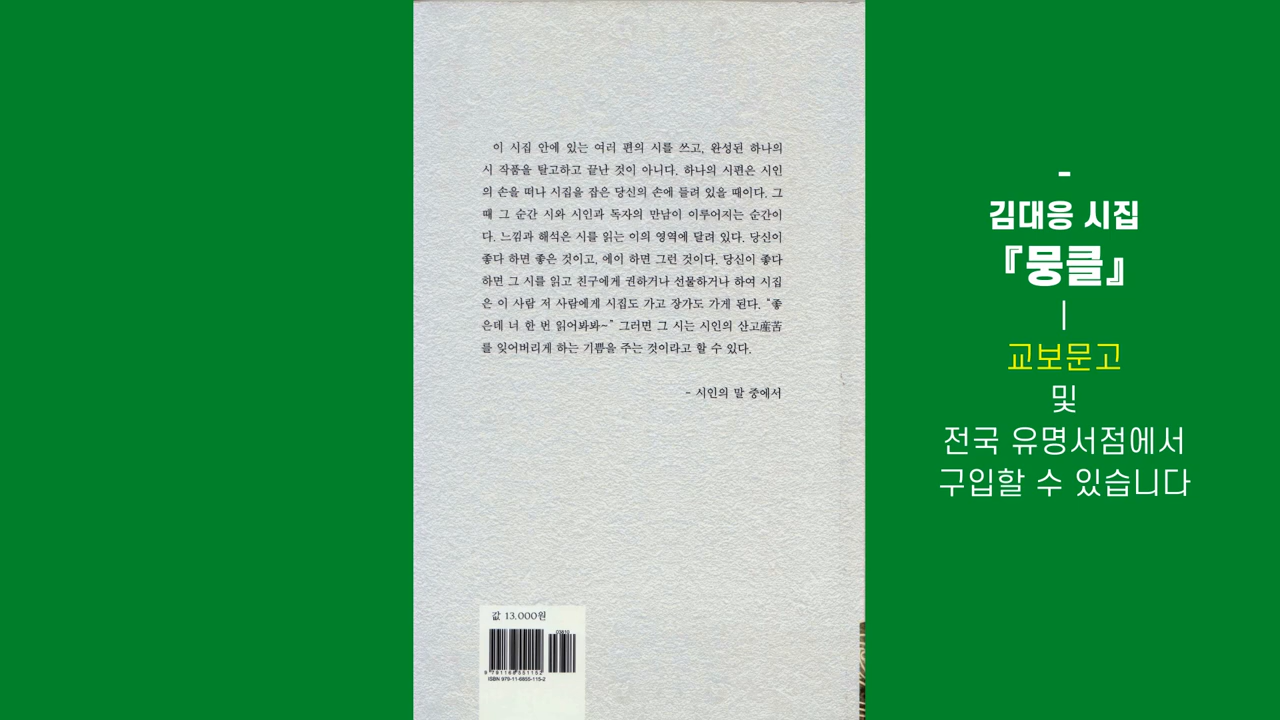 이 시집 안에 있는 여러 편의 시를 쓰고, 완성된 하나의
시 작품을 탈고하고 끝난 것이 아니다. 하나의 시편은 시인
의 손을 떠나 시집을 잡은 당신의 손에 들려 있을 때이다. 그
때 그 순간 시와 시인과 독자의 만남이 이루어지는 순간이
다. 느낌과 해석은 시를 읽는 이의 영역에 달려 있다. 당신이
좋다 하면 좋은 것이고, 에이 하면 그런 것이다. 당신이 좋다
하면 그 시를 읽고 친구에게 권하거나 선물하거나 하여 시집
은 이 사람 저 사람에게 시집도 가고 장가도 가게 된다. “좋
은데 너 한 번 읽어봐봐~” 그러면 그 시는 시인의 산고産苦
를 잊어버리게 하는 기쁨을 주는 것이라고 할 수 있다.
- 시인의 말 중에서
값 13,000원
03810
9 791168 551152
ISBN 979-11-6855-115-2
-
김대응 시집
『뭉클』
|
교보문고
및
전국 유명서점에서
구입할 수 있습니다